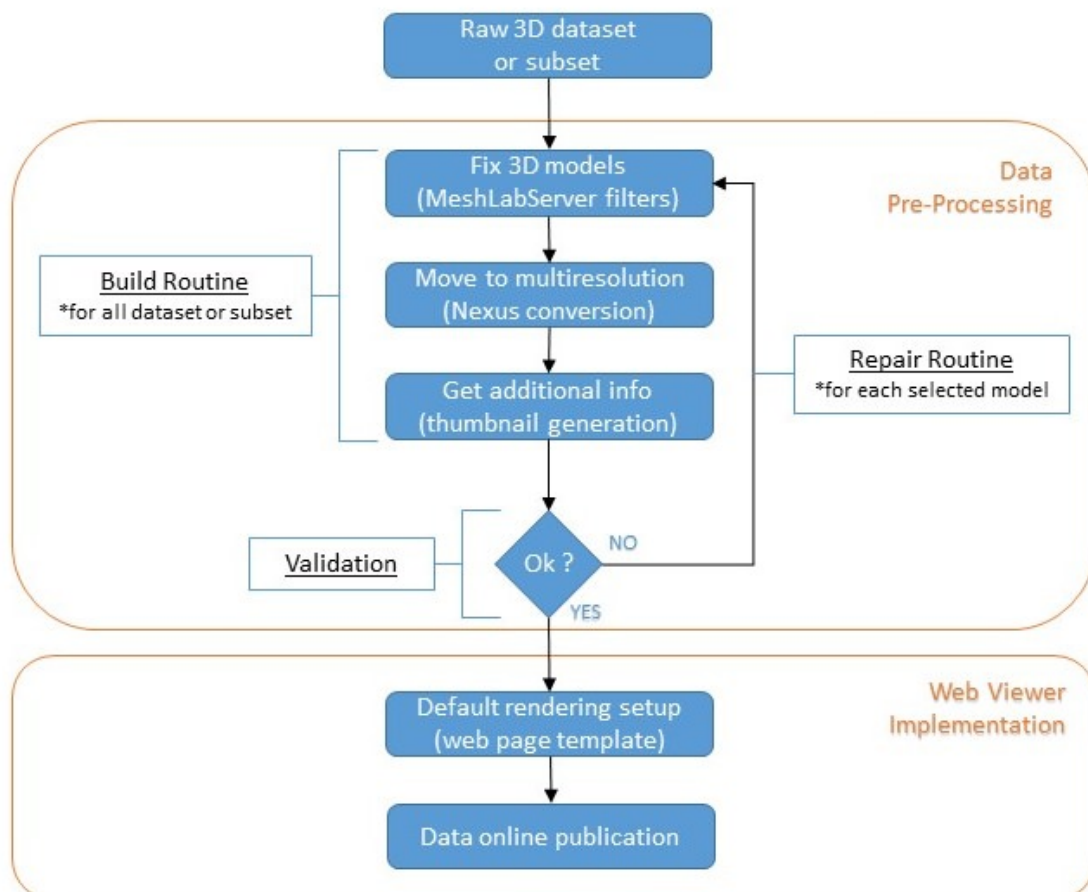 Raw 3D dataset
or subset
Data
Pre-Processing
Fix 3D models
(MeshLabServer filters)
Build Routine
*for all dataset or subset
Move to multiresolution
(Nexus conversion)
Repair Routine
*for each selected model
Get additional info
(thumbnail generation)
Validation
Ok ?
NO
YES
Web Viewer
Implementation
Default rendering setup
(web page template)
Data online publication